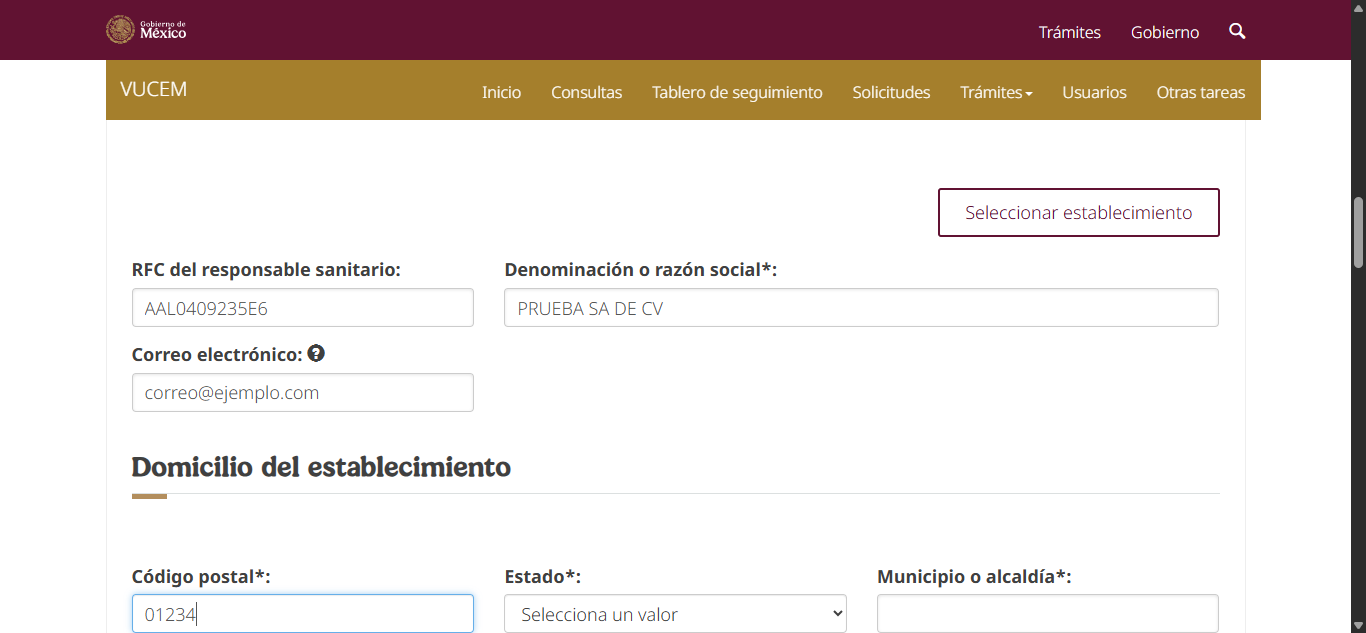 Gobierno de
México
Trámites
Gobierno
VUCEM
Inicio
Consultas
Tablero de seguimiento
Solicitudes
Trámites
Usuarios
Otras tareas
Seleccionar establecimiento
RFC del responsable sanitario:
Denominación o razón social*:
AAL0409235E6
PRUEBA SA DE CV
Correo electrónico: ?
correo@ejemplo.com
Domicilio del establecimiento
Código postal*:
Estado*:
Municipio o alcaldía*:
01234
Selecciona un valor